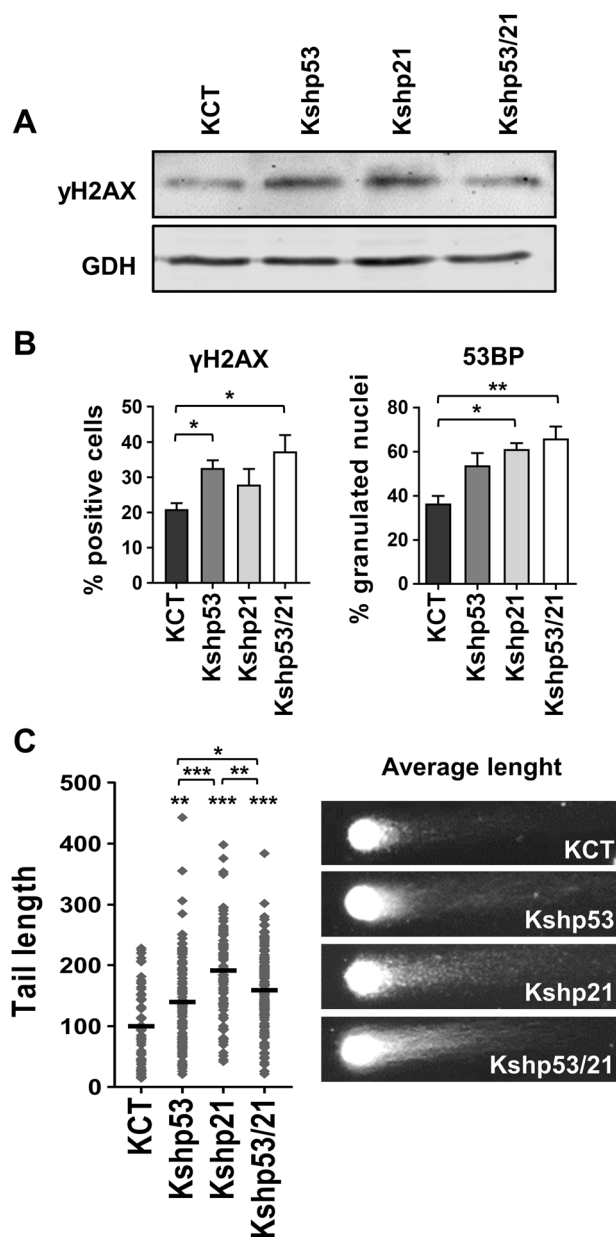 KCT
Kshp53
Kshp21
Kshp53/21
A
yH2AX
GDH
B
γH2AX
% positive cells
50
40
30
20
10
0
*
*
KCT
Kshp53
Kshp21
Kshp53/21
53BP
% granulated nuclei
80
60
40
20
0
**
*
KCT
Kshp53
Kshp21
Kshp53/21
C
Tail length
500
400
300
200
100
0
*
*** **
** *** ***
KCT
Kshp53
Kshp21
Kshp53/21
Average lenght
KCT
Kshp53
Kshp21
Kshp53/21